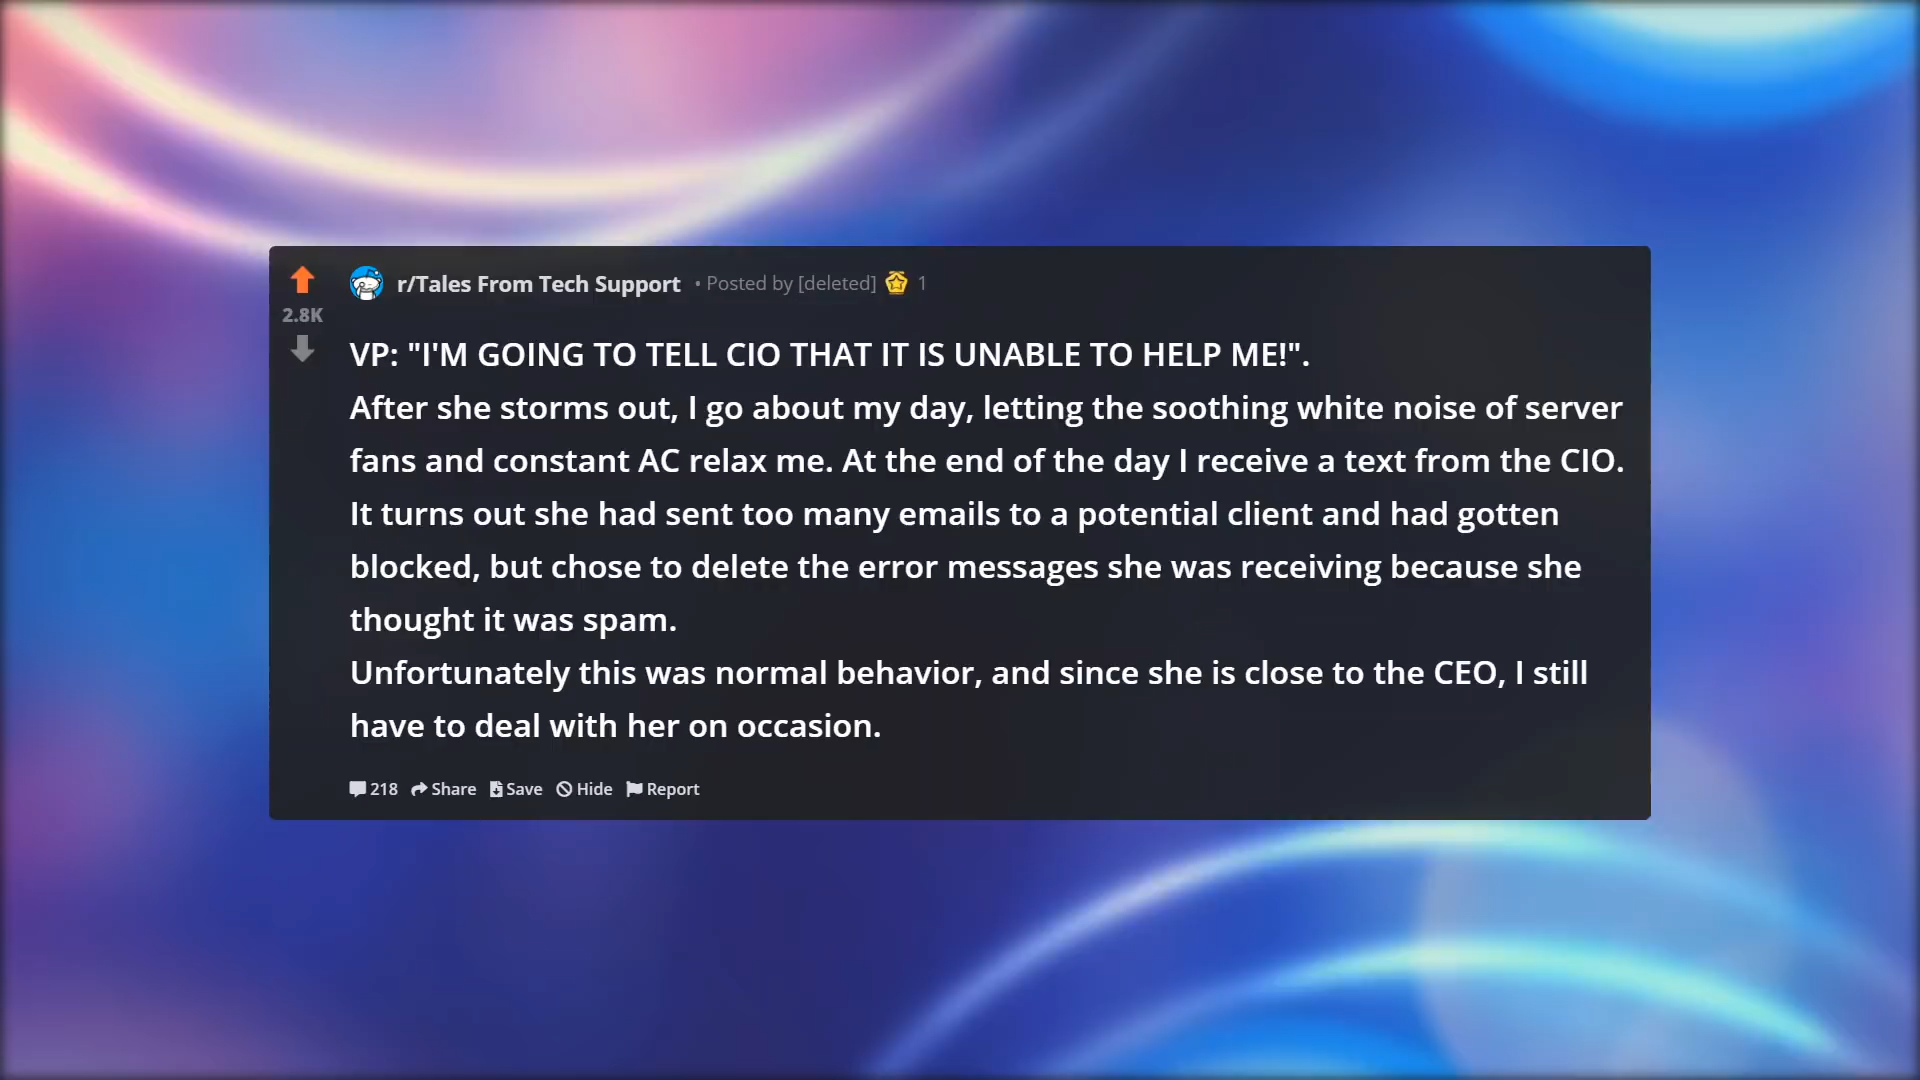 r/Tales From Tech Support • Posted by [deleted] 1
2.8K
VP: "I'M GOING TO TELL CIO THAT IT IS UNABLE TO HELP ME!".
After she storms out, I go about my day, letting the soothing white noise of server
fans and constant AC relax me. At the end of the day I receive a text from the CIO.
It turns out she had sent too many emails to a potential client and had gotten
blocked, but chose to delete the error messages she was receiving because she
thought it was spam.
Unfortunately this was normal behavior, and since she is close to the CEO, I still
have to deal with her on occasion.
218 Share Save Hide Report